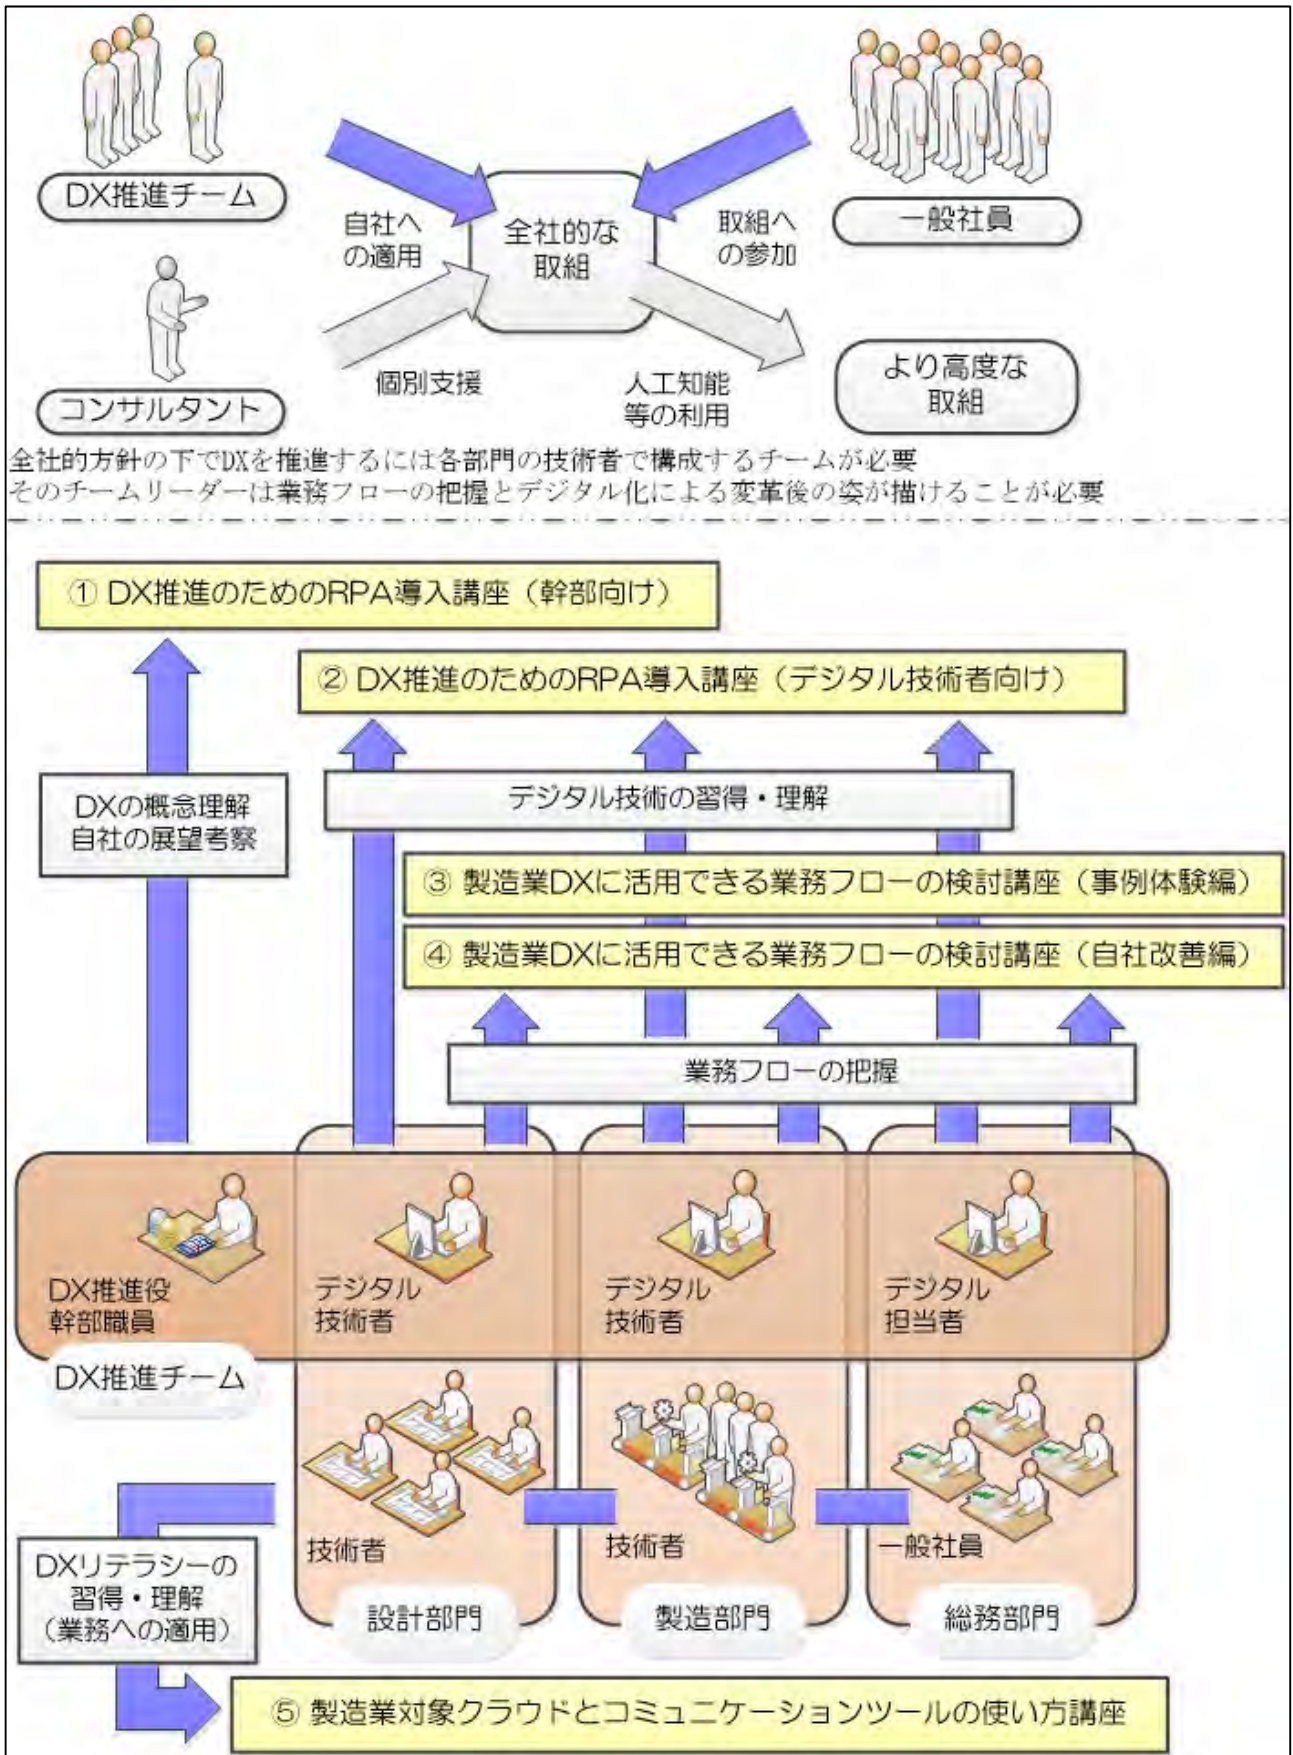 DX推進チーム
一般社員
自社へ
の適用
全社的な
取組
取組へ
の参加
コンサルタント
個別支援
人工知能
等の利用
より高度な
取組
全社的方針の下でDXを推進するには各部門の技術者で構成するチームが必要
そのチームリーダーは業務フローの把握とデジタル化による変革後の姿が描けることが必要
① DX推進のためのRPA導入講座（幹部向け）
② DX推進のためのRPA導入講座（デジタル技術者向け）
DXの概念理解
自社の展望考察
デジタル技術の習得・理解
③ 製造業DXに活用できる業務フローの検討講座（事例体験編）
④ 製造業DXに活用できる業務フローの検討講座（自社改善編）
業務フローの把握
DX推進役
幹部職員
デジタル
技術者
デジタル
技術者
デジタル
担当者
DX推進チーム
技術者
技術者
一般社員
設計部門
製造部門
総務部門
DXリテラシーの
習得・理解
（業務への適用）
⑤ 製造業対象クラウドとコミュニケーションツールの使い方講座